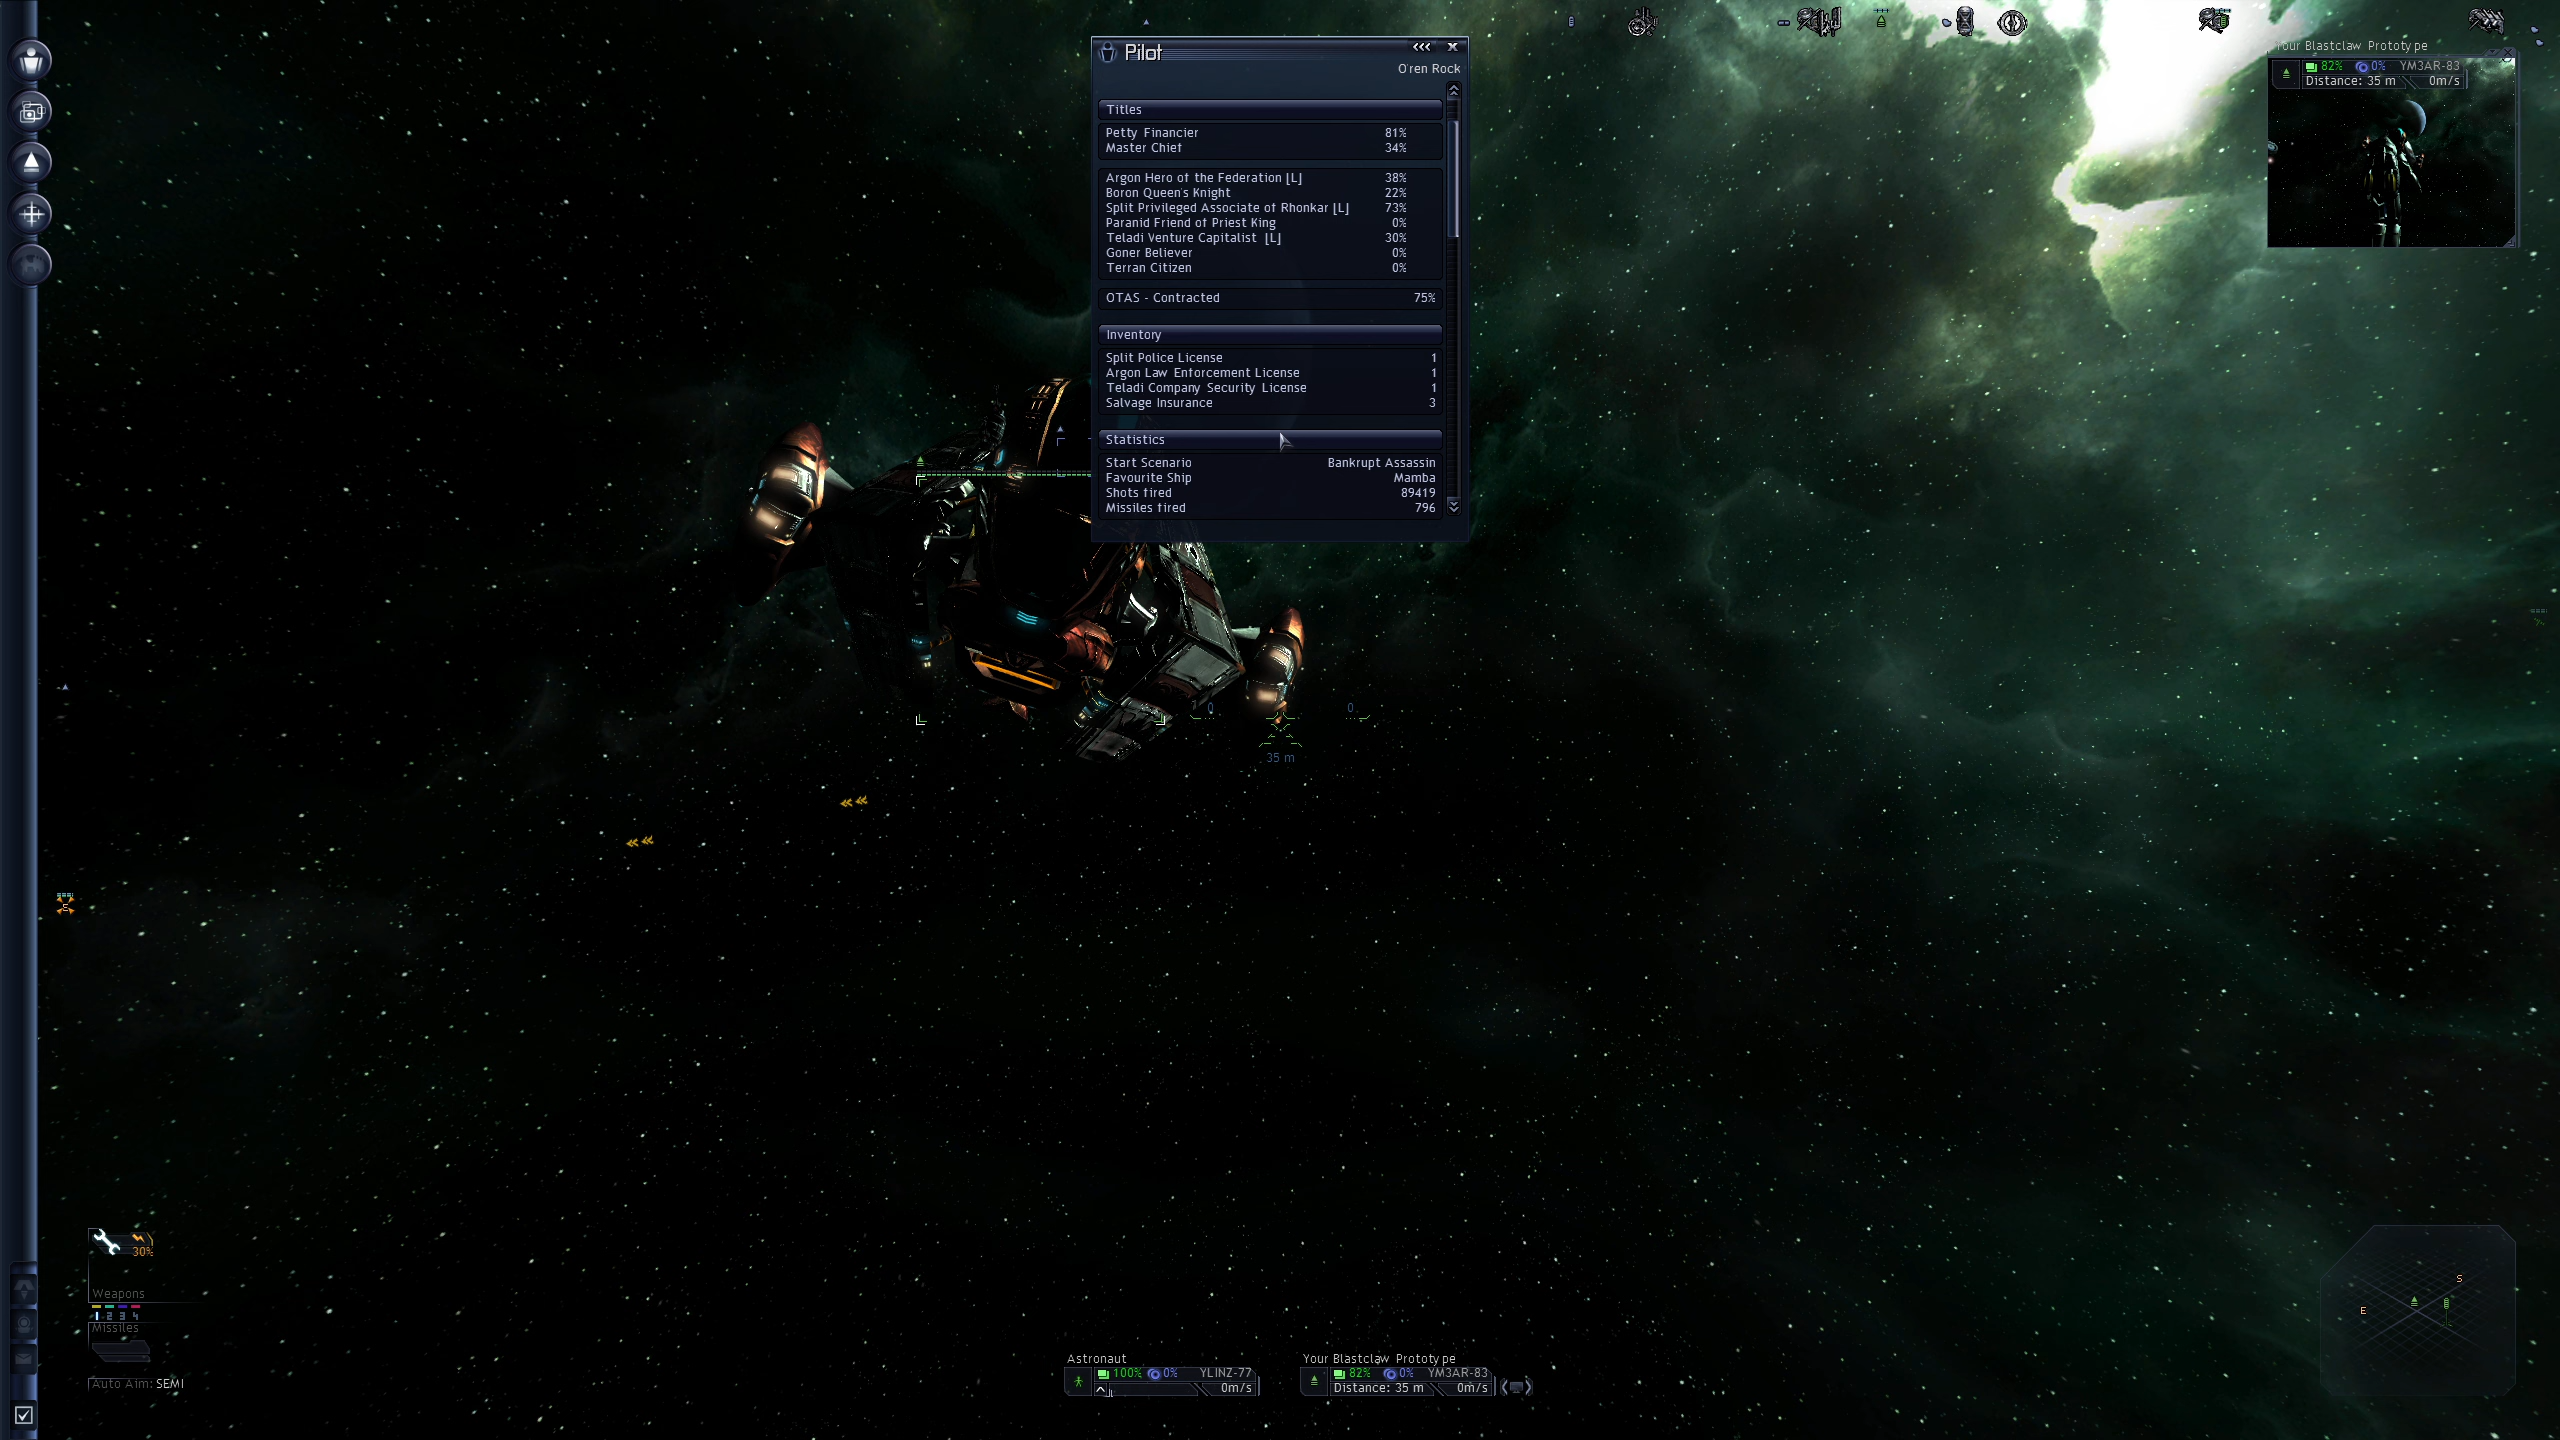 Pilot
O'ren Rock
Titles
Petty Financier 81%
Master Chief 34%
Argon Hero of the Federation [L] 38%
Boron Queen's Knight 22%
Split Privileged Associate of Rhonkar [L] 73%
Paranid Friend of Priest King 0%
Teladi Venture Capitalist [L] 30%
Goner Believer 0%
Terran Citizen 0%
OTAS - Contracted 75%
Inventory
Split Police License 1
Argon Law Enforcement License 1
Teladi Company Security License 1
Salvage Insurance 3
Statistics
Start Scenario Bankrupt Assassin
Favourite Ship Mamba
Shots fired 89419
Missiles fired 796
Your Blastclaw Prototype
82% 0% YM3AR-83
Distance: 35 m 0m/s
0 0
35 m
E
30%
Weapons
1 2 3 4
Missiles
Auto Aim: SEMI
Astronaut
100% 0% YLINZ-77
0m/s
Your Blastclaw Prototype
82% 0% YM3AR-83
Distance: 35 m 0m/s
S
E